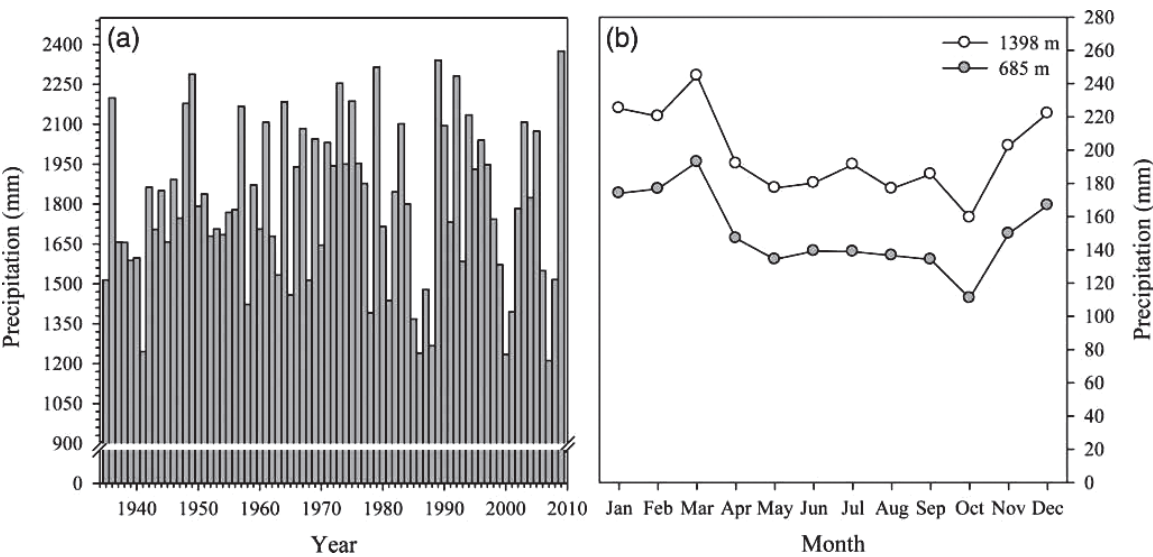 (a)
Precipitation (mm)
2400
2250
2100
1950
1800
1650
1500
1350
1200
1050
900
0
1940 1950 1960 1970 1980 1990 2000 2010
Year
(b)
1398 m
685 m
280
260
240
220
200
180
160
140
120
100
80
60
40
20
0
Precipitation (mm)
Jan Feb Mar Apr May Jun Jul Aug Sep Oct Nov Dec
Month